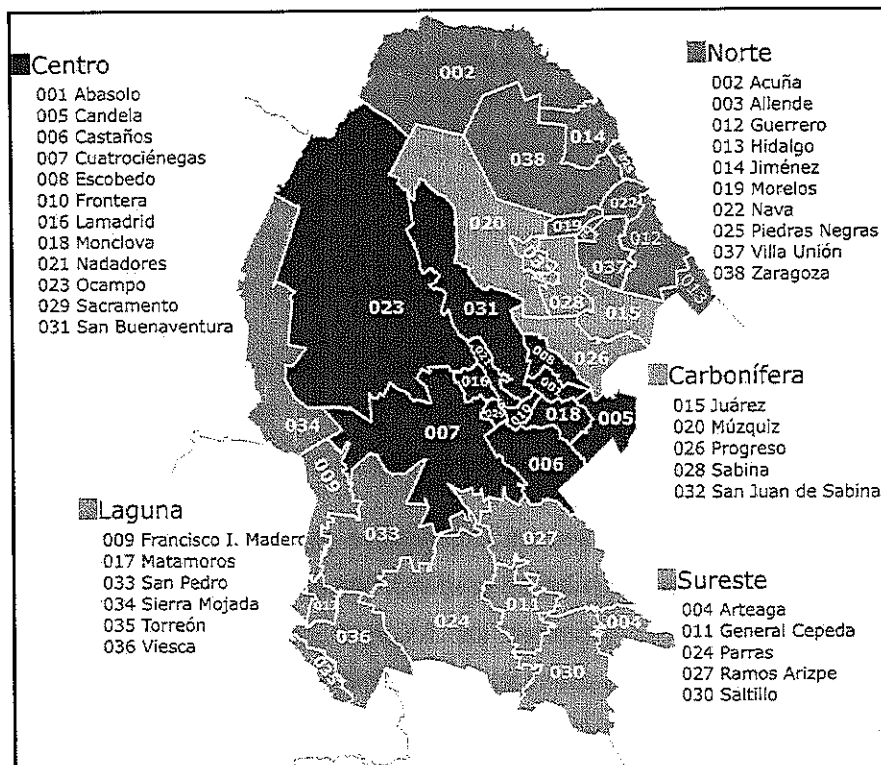 Centro
001 Abasolo
005 Candela
006 Castaños
007 Cuatrociénegas
008 Escobedo
010 Frontera
016 Lamadrid
018 Monclova
021 Nadadores
023 Ocampo
029 Sacramento
031 San Buenaventura
Norte
002 Acuña
003 Allende
012 Guerrero
013 Hidalgo
014 Jiménez
019 Morelos
022 Nava
025 Piedras Negras
037 Villa Unión
038 Zaragoza
Carbonífera
015 Juárez
020 Múzquiz
026 Progreso
028 Sabina
032 San Juan de Sabina
Laguna
009 Francisco I. Madero
017 Matamoros
033 San Pedro
034 Sierra Mojada
035 Torreón
036 Viesca
Sureste
004 Arteaga
011 General Cepeda
024 Parras
027 Ramos Arizpe
030 Saltillo
002
014
038
022
020
019
012
037
013
023
031
028
015
008
026
021
016
018
005
034
007
006
009
033
027
017
011
004
036
024
030